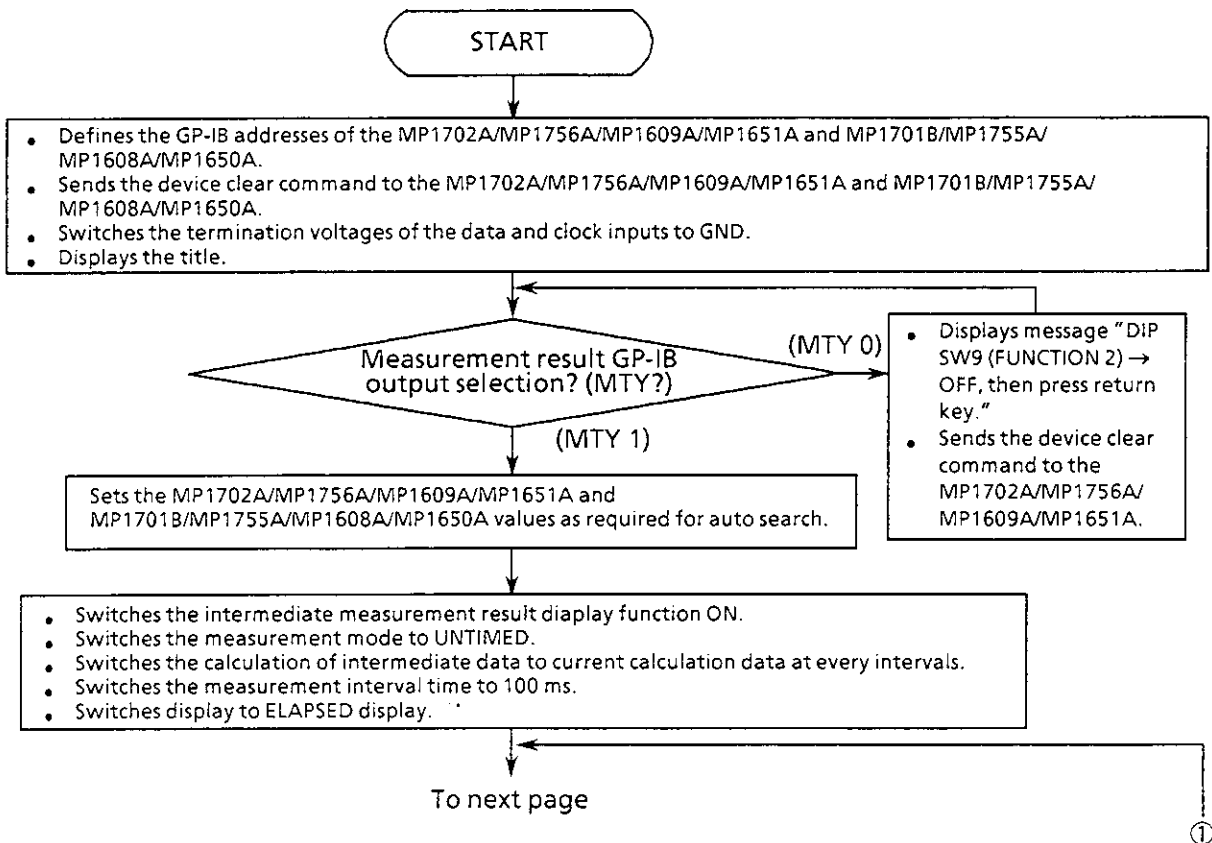 START
• Defines the GP-IB addresses of the MP1702A/MP1756A/MP1609A/MP1651A and MP1701B/MP1755A/
MP1608A/MP1650A.
• Sends the device clear command to the MP1702A/MP1756A/MP1609A/MP1651A and MP1701B/MP1755A/
MP1608A/MP1650A.
• Switches the termination voltages of the data and clock inputs to GND.
• Displays the title.
Measurement result GP-IB
output selection? (MTY?)
(MTY 0)
• Displays message "DIP
SW9 (FUNCTION 2) →
OFF, then press return
key."
• Sends the device clear
command to the
MP1702A/MP1756A/
MP1609A/MP1651A.
(MTY 1)
Sets the MP1702A/MP1756A/MP1609A/MP1651A and
MP1701B/MP1755A/MP1608A/MP1650A values as required for auto search.
• Switches the intermediate measurement result diaplay function ON.
• Switches the measurement mode to UNTIMED.
• Switches the calculation of intermediate data to current calculation data at every intervals.
• Switches the measurement interval time to 100 ms.
• Switches display to ELAPSED display.
To next page
①